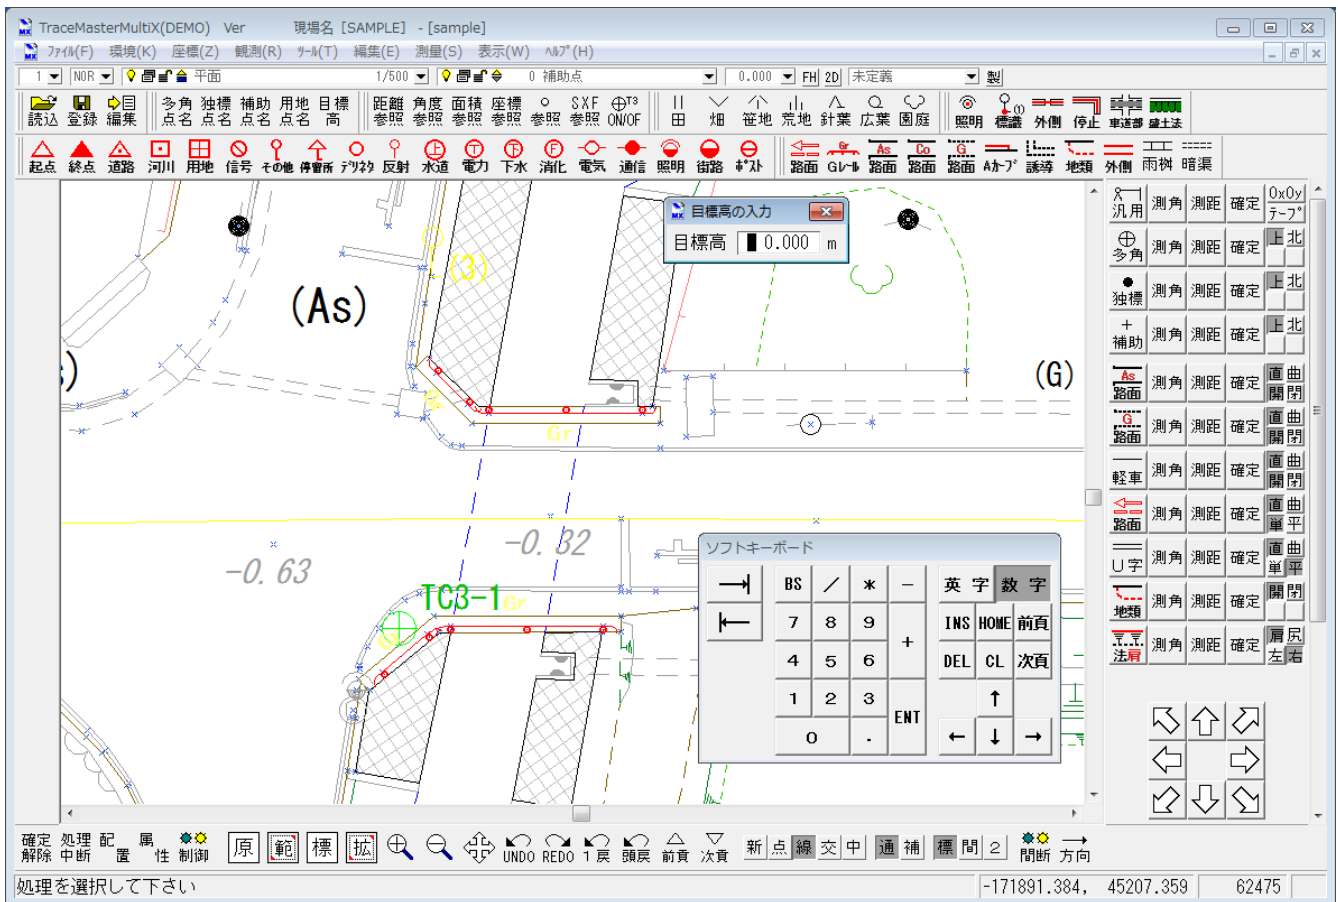 TraceMasterMultiX(DEMO) Ver 現場名 [SAMPLE] - [sample]
ファイル(F) 環境(K) 座標(Z) 観測(R) ツール(T) 編集(E) 測量(S) 表示(W) ヘルプ(H)
1 NOR 平面 1/500 0 補助点 0.000 FH 2D 未定義 製
読込 登録 編集 多角点名 独標点名 補助点名 用地点名 目標高 距離参照 角度参照 面積参照 座標参照 参照 SXF参照 T3 ON/OF 田 畑 笹地 荒地 針葉 広葉 園庭 照明 (1) 標識 外側 停止 車道部 盛土法
起点 終点 道路 河川 用地 信号 その他 停留所 デリネタ 反射 水道 電力 下水 消化 電気 通信 照明 街路 ポスト 路面 Gr Gレール As 路面 Co 路面 G 路面 Aカーブ 誘導 地類 外側 雨桝 暗渠
目標高の入力
目標高 0.000 m
(3)
(As)
(G)
Gr
-0.32
-0.63
TC3-1
Gr
ソフトキーボード
BS / * - 英字 数字
7 8 9 + INS HOME 前頁
4 5 6 DEL CL 次頁
1 2 3 ENT ↑
0 . ← ↓ →
汎用 測角 測距 確定 0x0y テープ
多角 測角 測距 確定 上 北
独標 測角 測距 確定 上 北
補助 測角 測距 確定 上 北
As 路面 測角 測距 確定 直 曲 開 閉
G 路面 測角 測距 確定 直 曲 開 閉
軽車 測角 測距 確定 直 曲 開 閉
路面 測角 測距 確定 直 曲 単 平
U字 測角 測距 確定 直 曲 単 平
地類 測角 測距 確定 開 閉
法肩 測角 測距 確定 肩 尻 左 右
確定解除 処理中断 配置 属性 制御 原 範 標 拡 UNDO REDO 1戻 頭戻 前頁 次頁 新 点 線 交 中 通 補 標 間 2 間断 方向
処理を選択して下さい -171891.384, 45207.359 62475